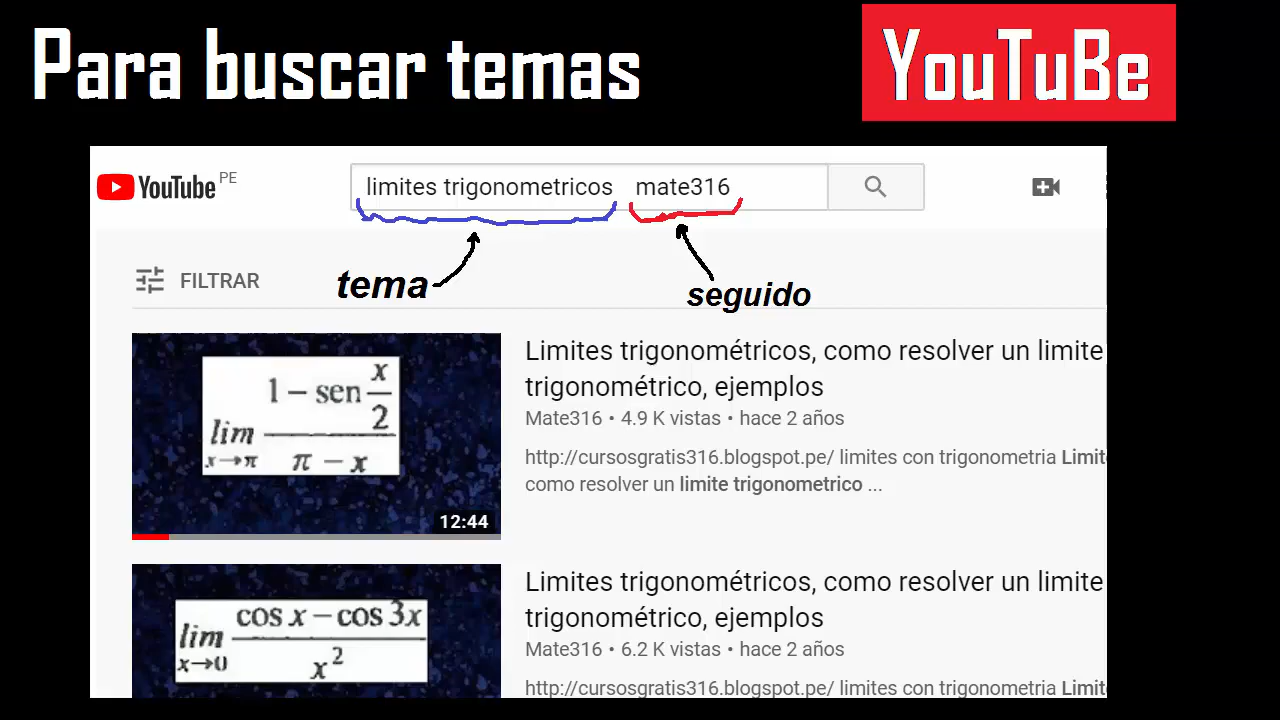 Para buscar temas
YouTuBe
YouTube PE
limites trigonometricos mate316
tema
seguido
FILTRAR
Limites trigonométricos, como resolver un limite
trigonométrico, ejemplos
Mate316 • 4.9 K vistas • hace 2 años
http://cursosgratis316.blogspot.pe/ limites con trigonometria Limit
como resolver un limite trigonometrico ...
1 − sen x/2
lim
x→π
π − x
12:44
Limites trigonométricos, como resolver un limite
trigonométrico, ejemplos
Mate316 • 6.2 K vistas • hace 2 años
http://cursosgratis316.blogspot.pe/ limites con trigonometria Limit
cos x − cos 3x
lim
x→0
x²